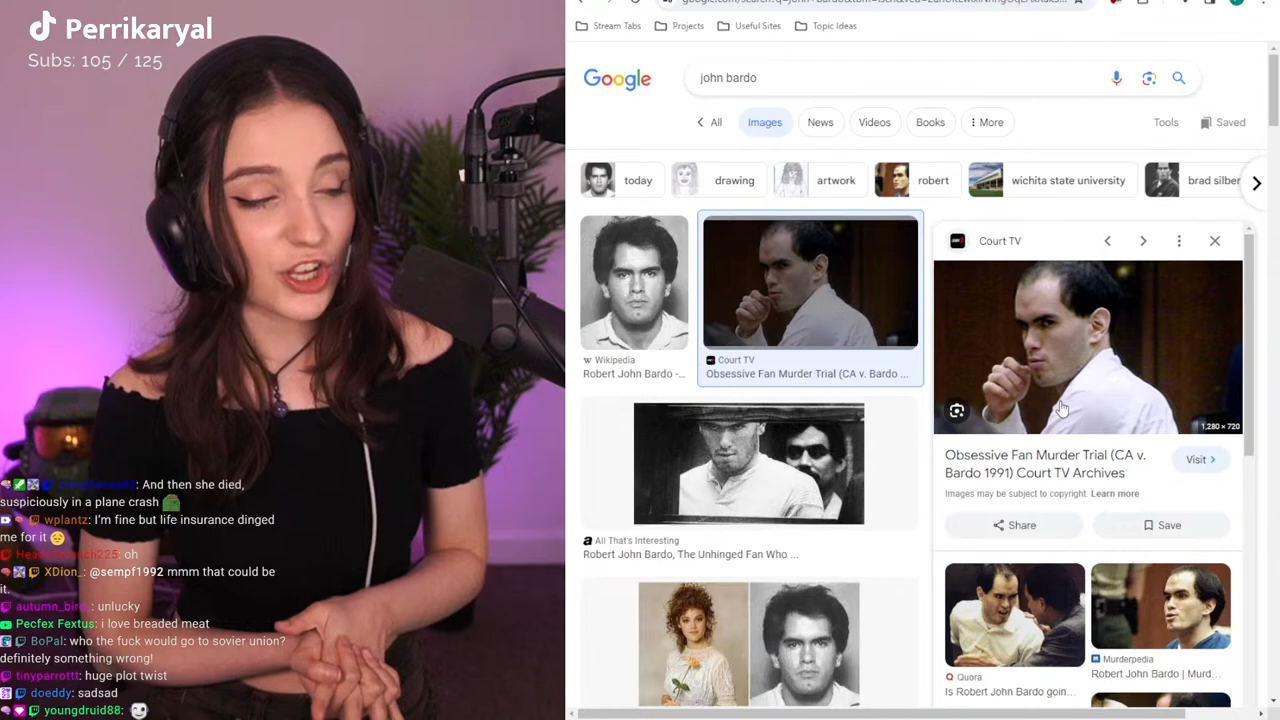 Perrikaryal
Subs: 105 / 125
: And then she died,
suspiciously in a plane crash
wplantz: I'm fine but life insurance dinged
me for it
: oh
XDion_: @sempf1992 mmm that could be
it.
autumn_bird_: unlucky
Pecfex Fextus: i love breaded meat
BoPal: who the fuck would go to sovier union?
definitely something wrong!
tinyparrottt: huge plot twist
doeddy: sadsad
youngdruid88:
Stream Tabs
Projects
Useful Sites
Topic Ideas
Google
john bardo
All
Images
News
Videos
Books
More
Tools
Saved
today
drawing
artwork
robert
wichita state university
brad silber
Wikipedia
Robert John Bardo -...
Court TV
Obsessive Fan Murder Trial (CA v. Bardo ...
All That's Interesting
Robert John Bardo, The Unhinged Fan Who ...
Court TV
1,280 × 720
Obsessive Fan Murder Trial (CA v.
Bardo 1991) Court TV Archives
Visit
Images may be subject to copyright. Learn more
Share
Save
Quora
Is Robert John Bardo goin...
Murderpedia
Robert John Bardo | Murd...